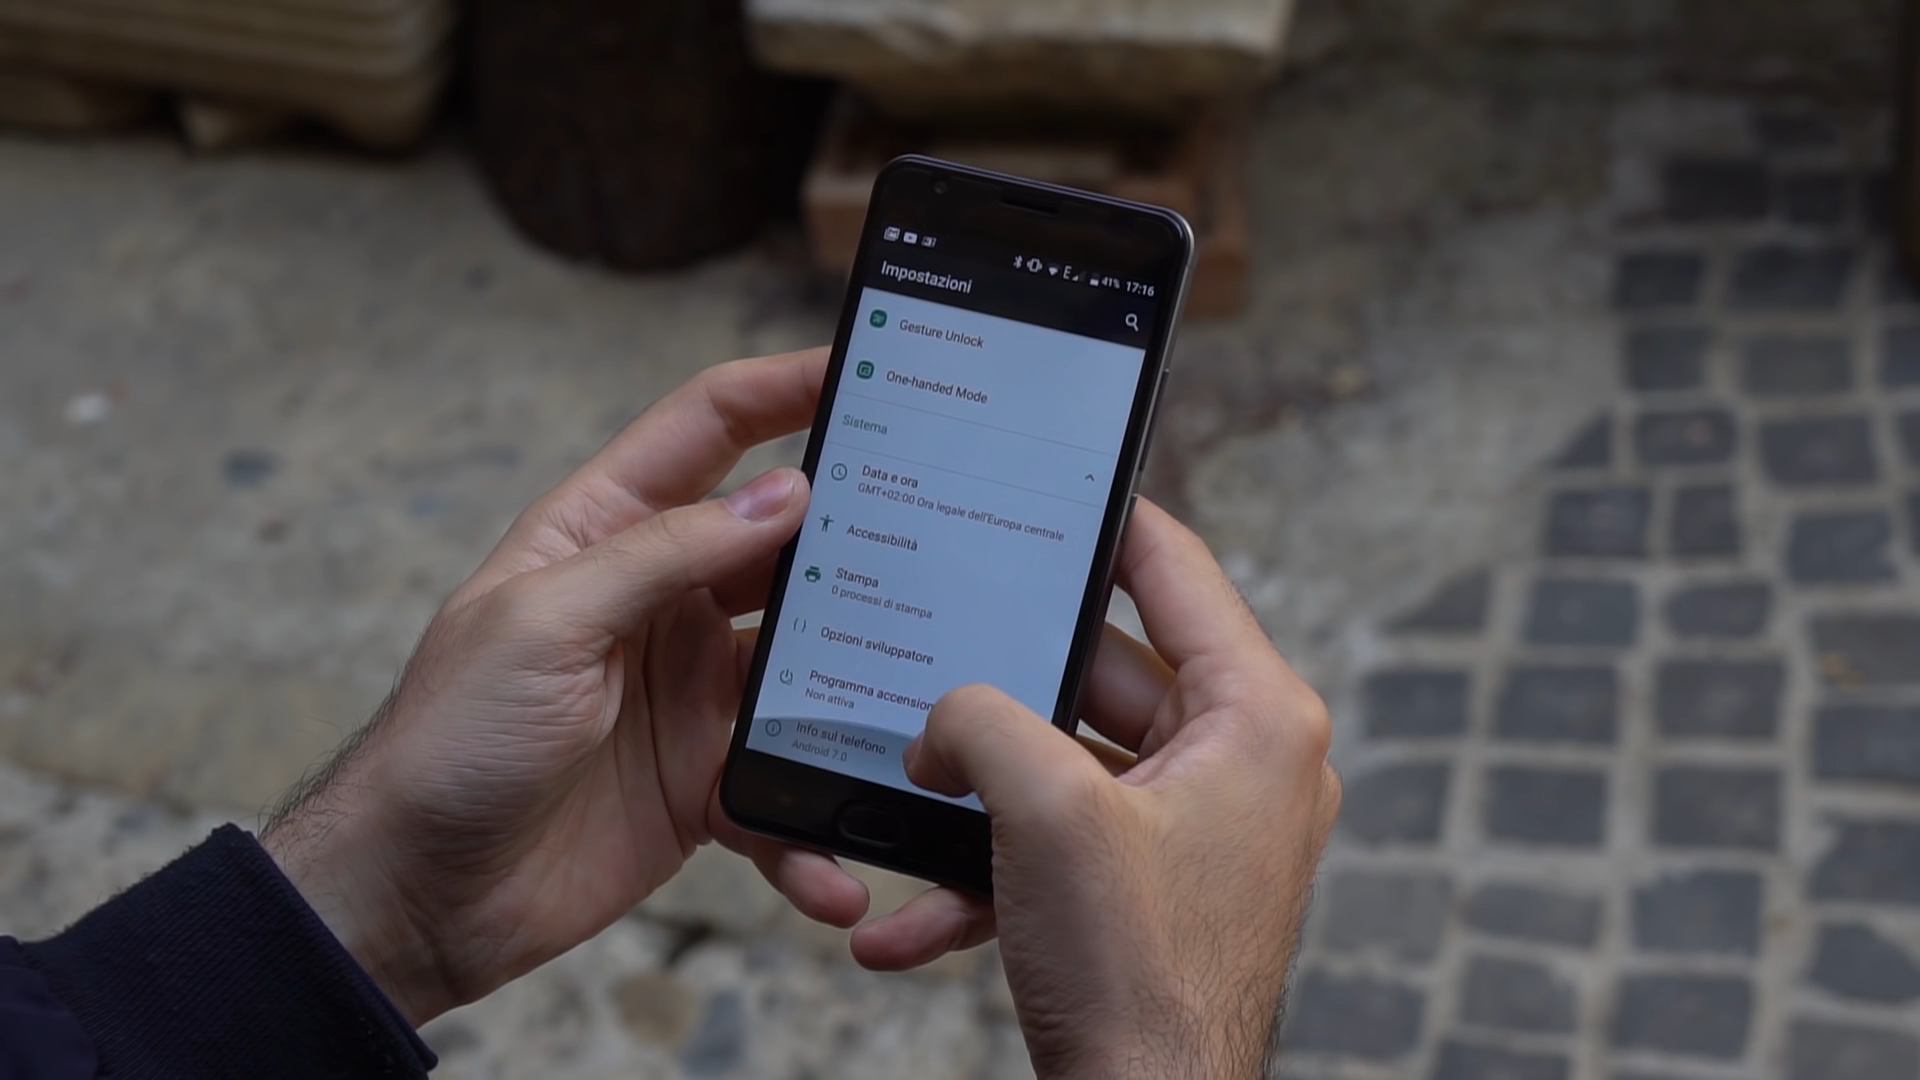 E 41% 17:16
Impostazioni
Gesture Unlock
One-handed Mode
Sistema
Data e ora
GMT+02:00 Ora legale dell'Europa centrale
Accessibilità
Stampa
0 processi di stampa
Opzioni sviluppatore
Programma
Non attiva
Info sul telefono
Android 7.0